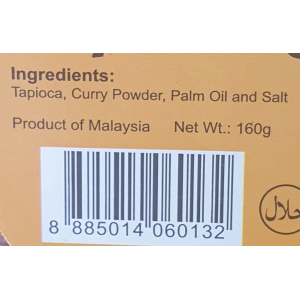 Ingredients:
Tapioca, Curry Powder, Palm Oil and Salt
Product of Malaysia Net Wt.: 160g
حلال
8 885014 060132